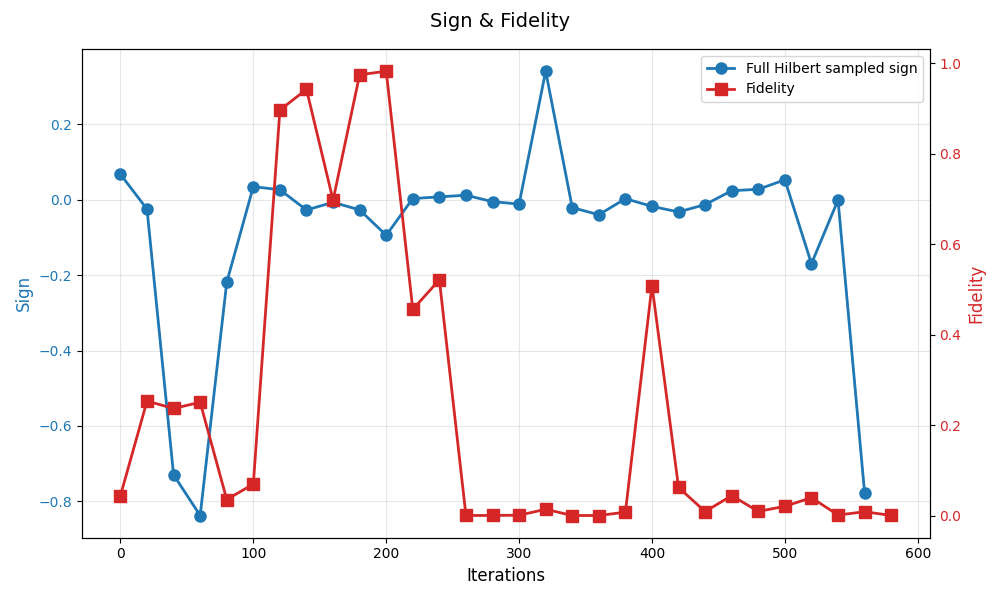 Sign & Fidelity
Full Hilbert sampled sign
Fidelity
0.2
0.0
−0.2
−0.4
−0.6
−0.8
Sign
1.0
0.8
0.6
0.4
0.2
0.0
Fidelity
0 100 200 300 400 500 600
Iterations